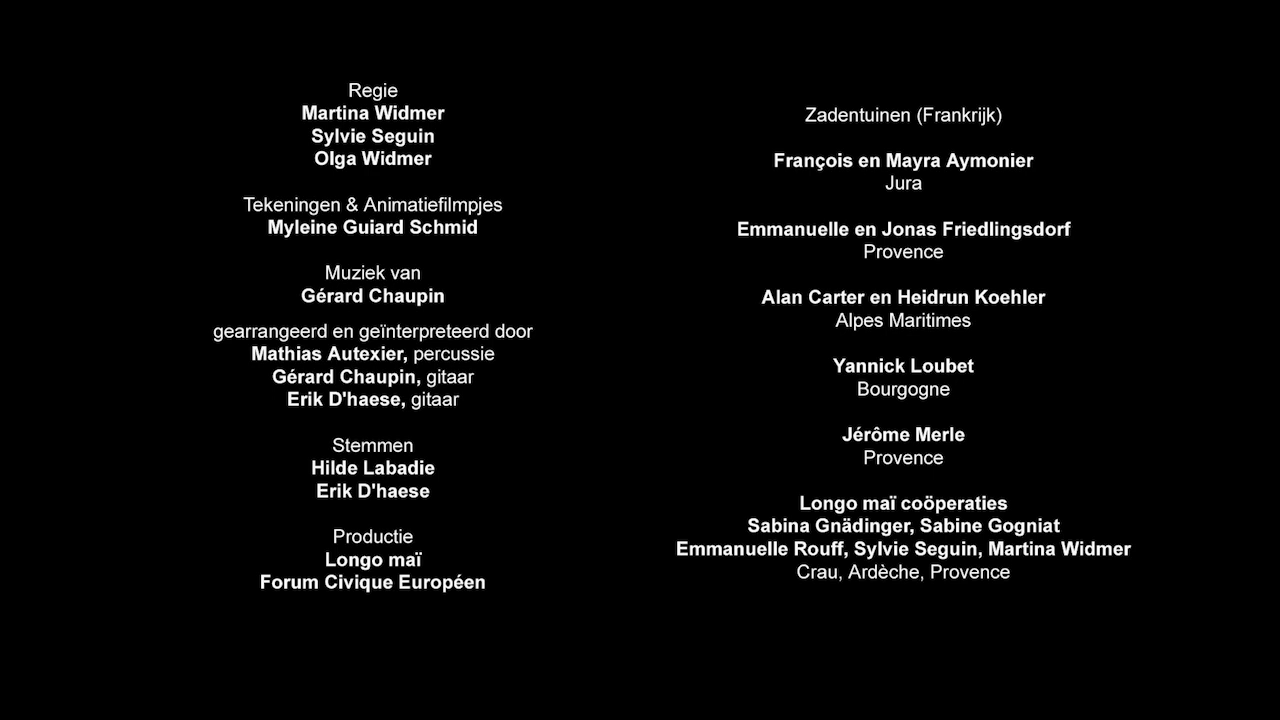 Regie
Martina Widmer
Sylvie Seguin
Olga Widmer
Tekeningen & Animatiefilmpjes
Myleine Guiard Schmid
Muziek van
Gérard Chaupin
gearrangeerd en geïnterpreteerd door
Mathias Autexier, percussie
Gérard Chaupin, gitaar
Erik D'haese, gitaar
Stemmen
Hilde Labadie
Erik D'haese
Productie
Longo maï
Forum Civique Européen
Zadentuinen (Frankrijk)
François en Mayra Aymonier
Jura
Emmanuelle en Jonas Friedlingsdorf
Provence
Alan Carter en Heidrun Koehler
Alpes Maritimes
Yannick Loubet
Bourgogne
Jérôme Merle
Provence
Longo maï coöperaties
Sabina Gnädinger, Sabine Gogniat
Emmanuelle Rouff, Sylvie Seguin, Martina Widmer
Crau, Ardèche, Provence